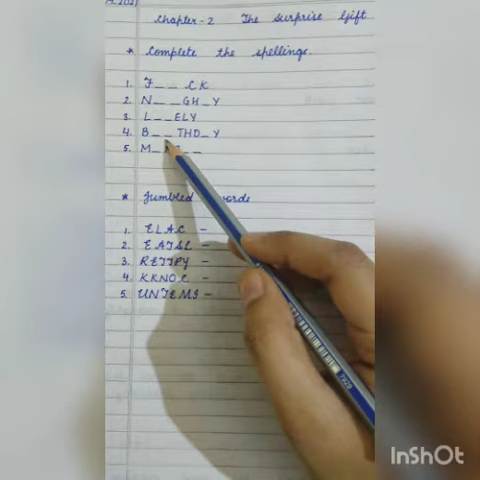 Chapter-2 The Surprise Gift
* Complete the spellings.
1. F _ _ CK
2. N _ _ GH _ Y
3. L _ _ ELY
4. B _ _ THD _ Y
5. M _
* Jumbled words
1. ELAC -
2. EATSL -
3. RETTPY -
4. KKNOC -
5. UNTEMI -
InShOt